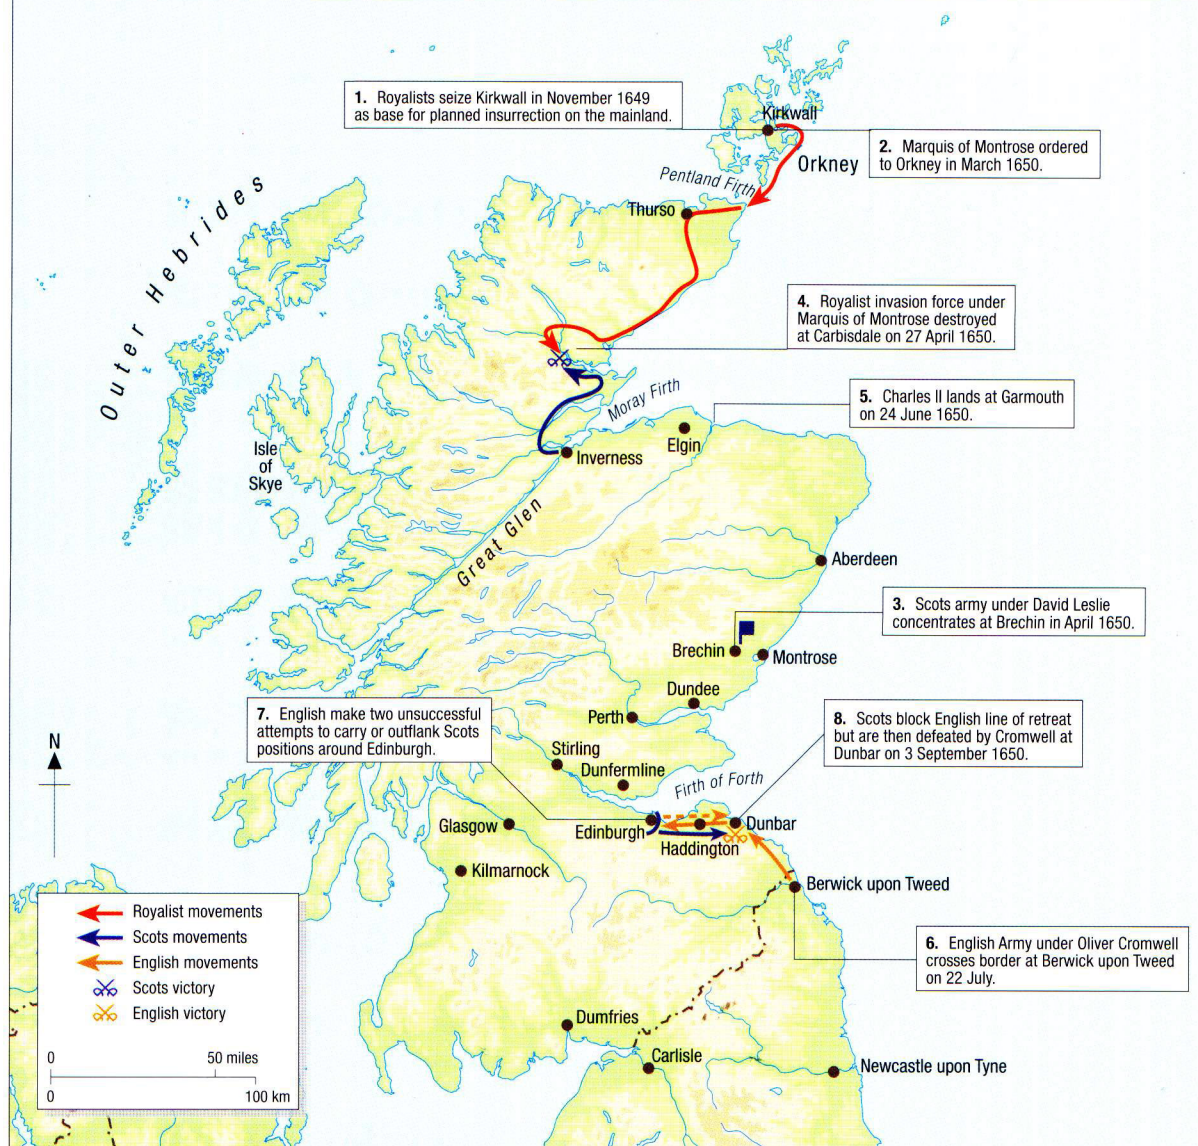 1. Royalists seize Kirkwall in November 1649
as base for planned insurrection on the mainland.
Kirkwall
2. Marquis of Montrose ordered
to Orkney in March 1650.
Orkney
Pentland Firth
Thurso
Outer Hebrides
4. Royalist invasion force under
Marquis of Montrose destroyed
at Carbisdale on 27 April 1650.
Moray Firth
5. Charles II lands at Garmouth
on 24 June 1650.
Elgin
Inverness
Isle
of
Skye
Great Glen
Aberdeen
3. Scots army under David Leslie
concentrates at Brechin in April 1650.
Brechin
Montrose
Dundee
Perth
7. English make two unsuccessful
attempts to carry or outflank Scots
positions around Edinburgh.
8. Scots block English line of retreat
but are then defeated by Cromwell at
Dunbar on 3 September 1650.
N
Stirling
Dunfermline
Firth of Forth
Glasgow
Edinburgh
Dunbar
Haddington
Kilmarnock
Berwick upon Tweed
6. English Army under Oliver Cromwell
crosses border at Berwick upon Tweed
on 22 July.
Royalist movements
Scots movements
English movements
Scots victory
English victory
0 50 miles
0 100 km
Dumfries
Carlisle
Newcastle upon Tyne